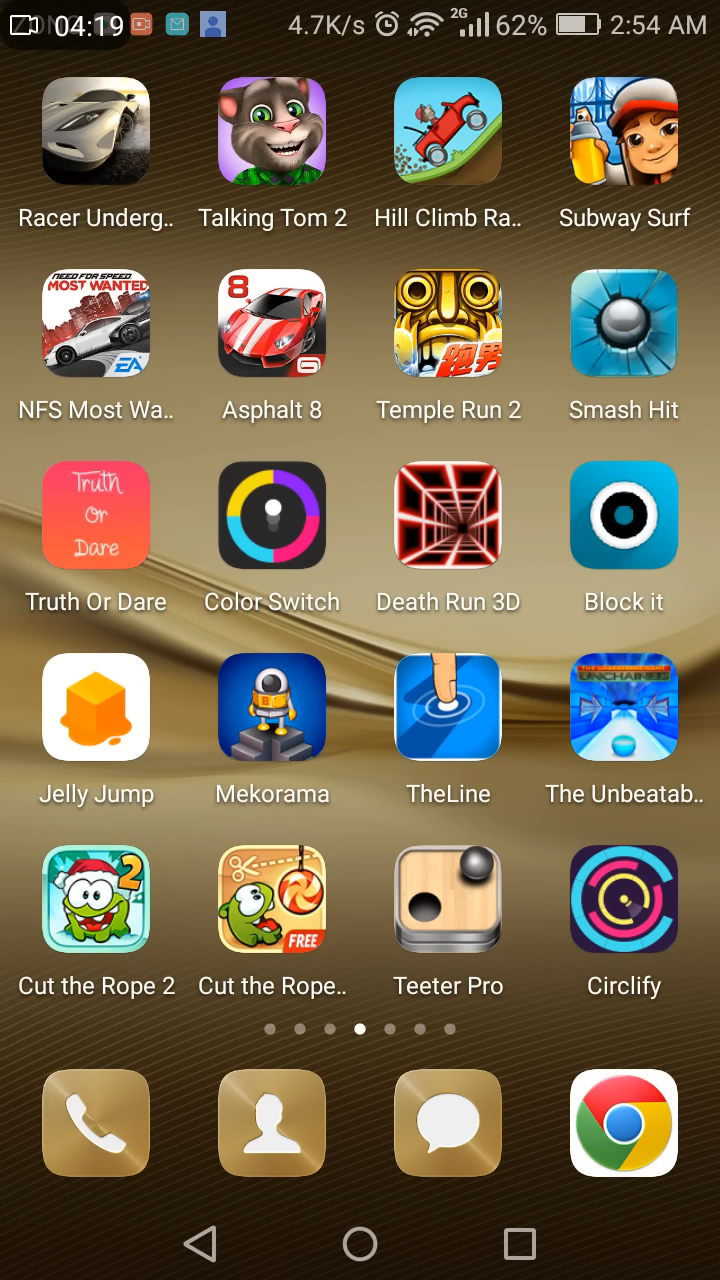 04:19 4.7K/s 2G 62% 2:54 AM
Racer Underg.. Talking Tom 2 Hill Climb Ra.. Subway Surf
NEED FOR SPEED
MOST WANTED
EA
8
跑男
NFS Most Wa.. Asphalt 8 Temple Run 2 Smash Hit
Truth
or
Dare
Truth Or Dare Color Switch Death Run 3D Block it
UNCHAINED
Jelly Jump Mekorama TheLine The Unbeatab..
2
FREE
Cut the Rope 2 Cut the Rope.. Teeter Pro Circlify